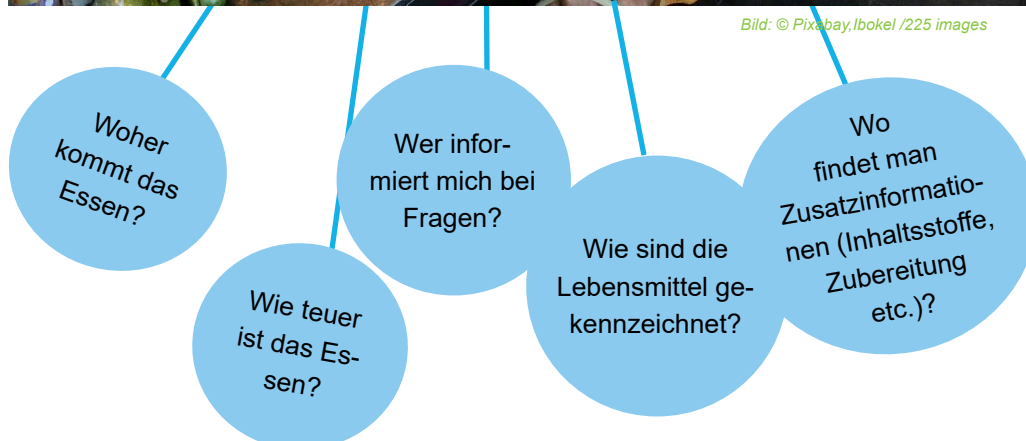 Bild: © Pixabay,Ibokel /225 images
Woher
kommt das
Essen?
Wie teuer
ist das Es-
sen?
Wer infor-
miert mich bei
Fragen?
Wie sind die
Lebensmittel ge-
kennzeichnet?
Wo
findet man
Zusatzinformatio-
nen (Inhaltsstoffe,
Zubereitung
etc.)?